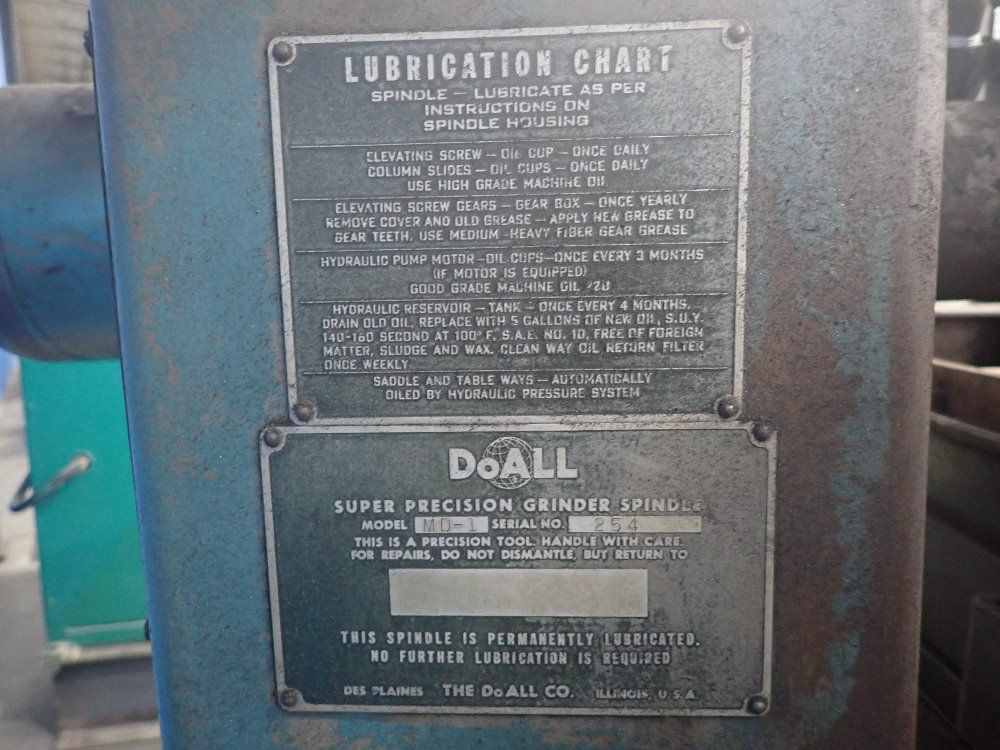 LUBRICATION CHART
SPINDLE — LUBRICATE AS PER
INSTRUCTIONS ON
SPINDLE HOUSING
ELEVATING SCREW — OIL CUP — ONCE DAILY
COLUMN SLIDES — OIL CUPS — ONCE DAILY
USE HIGH GRADE MACHINE OIL
ELEVATING SCREW GEARS — GEAR BOX — ONCE YEARLY
REMOVE COVER AND OLD GREASE — APPLY NEW GREASE TO
GEAR TEETH. USE MEDIUM-HEAVY FIBER GEAR GREASE
HYDRAULIC PUMP MOTOR—OIL CUPS—ONCE EVERY 3 MONTHS
(IF MOTOR IS EQUIPPED)
GOOD GRADE MACHINE OIL #20
HYDRAULIC RESERVOIR — TANK — ONCE EVERY 4 MONTHS.
DRAIN OLD OIL, REPLACE WITH 5 GALLONS OF NEW OIL, S.U.V.
140-160 SECOND AT 100° F. S.A.E. NO. 10, FREE OF FOREIGN
MATTER, SLUDGE AND WAX. CLEAN WAY OIL RETURN FILTER
ONCE WEEKLY
SADDLE AND TABLE WAYS — AUTOMATICALLY
OILED BY HYDRAULIC PRESSURE SYSTEM
DOALL
SUPER PRECISION GRINDER SPINDLE
MODEL MD-1 SERIAL NO. 254
THIS IS A PRECISION TOOL. HANDLE WITH CARE.
FOR REPAIRS, DO NOT DISMANTLE, BUT RETURN TO
THIS SPINDLE IS PERMANENTLY LUBRICATED.
NO FURTHER LUBRICATION IS REQUIRED
DES PLAINES THE DoALL CO. ILLINOIS, U.S.A.